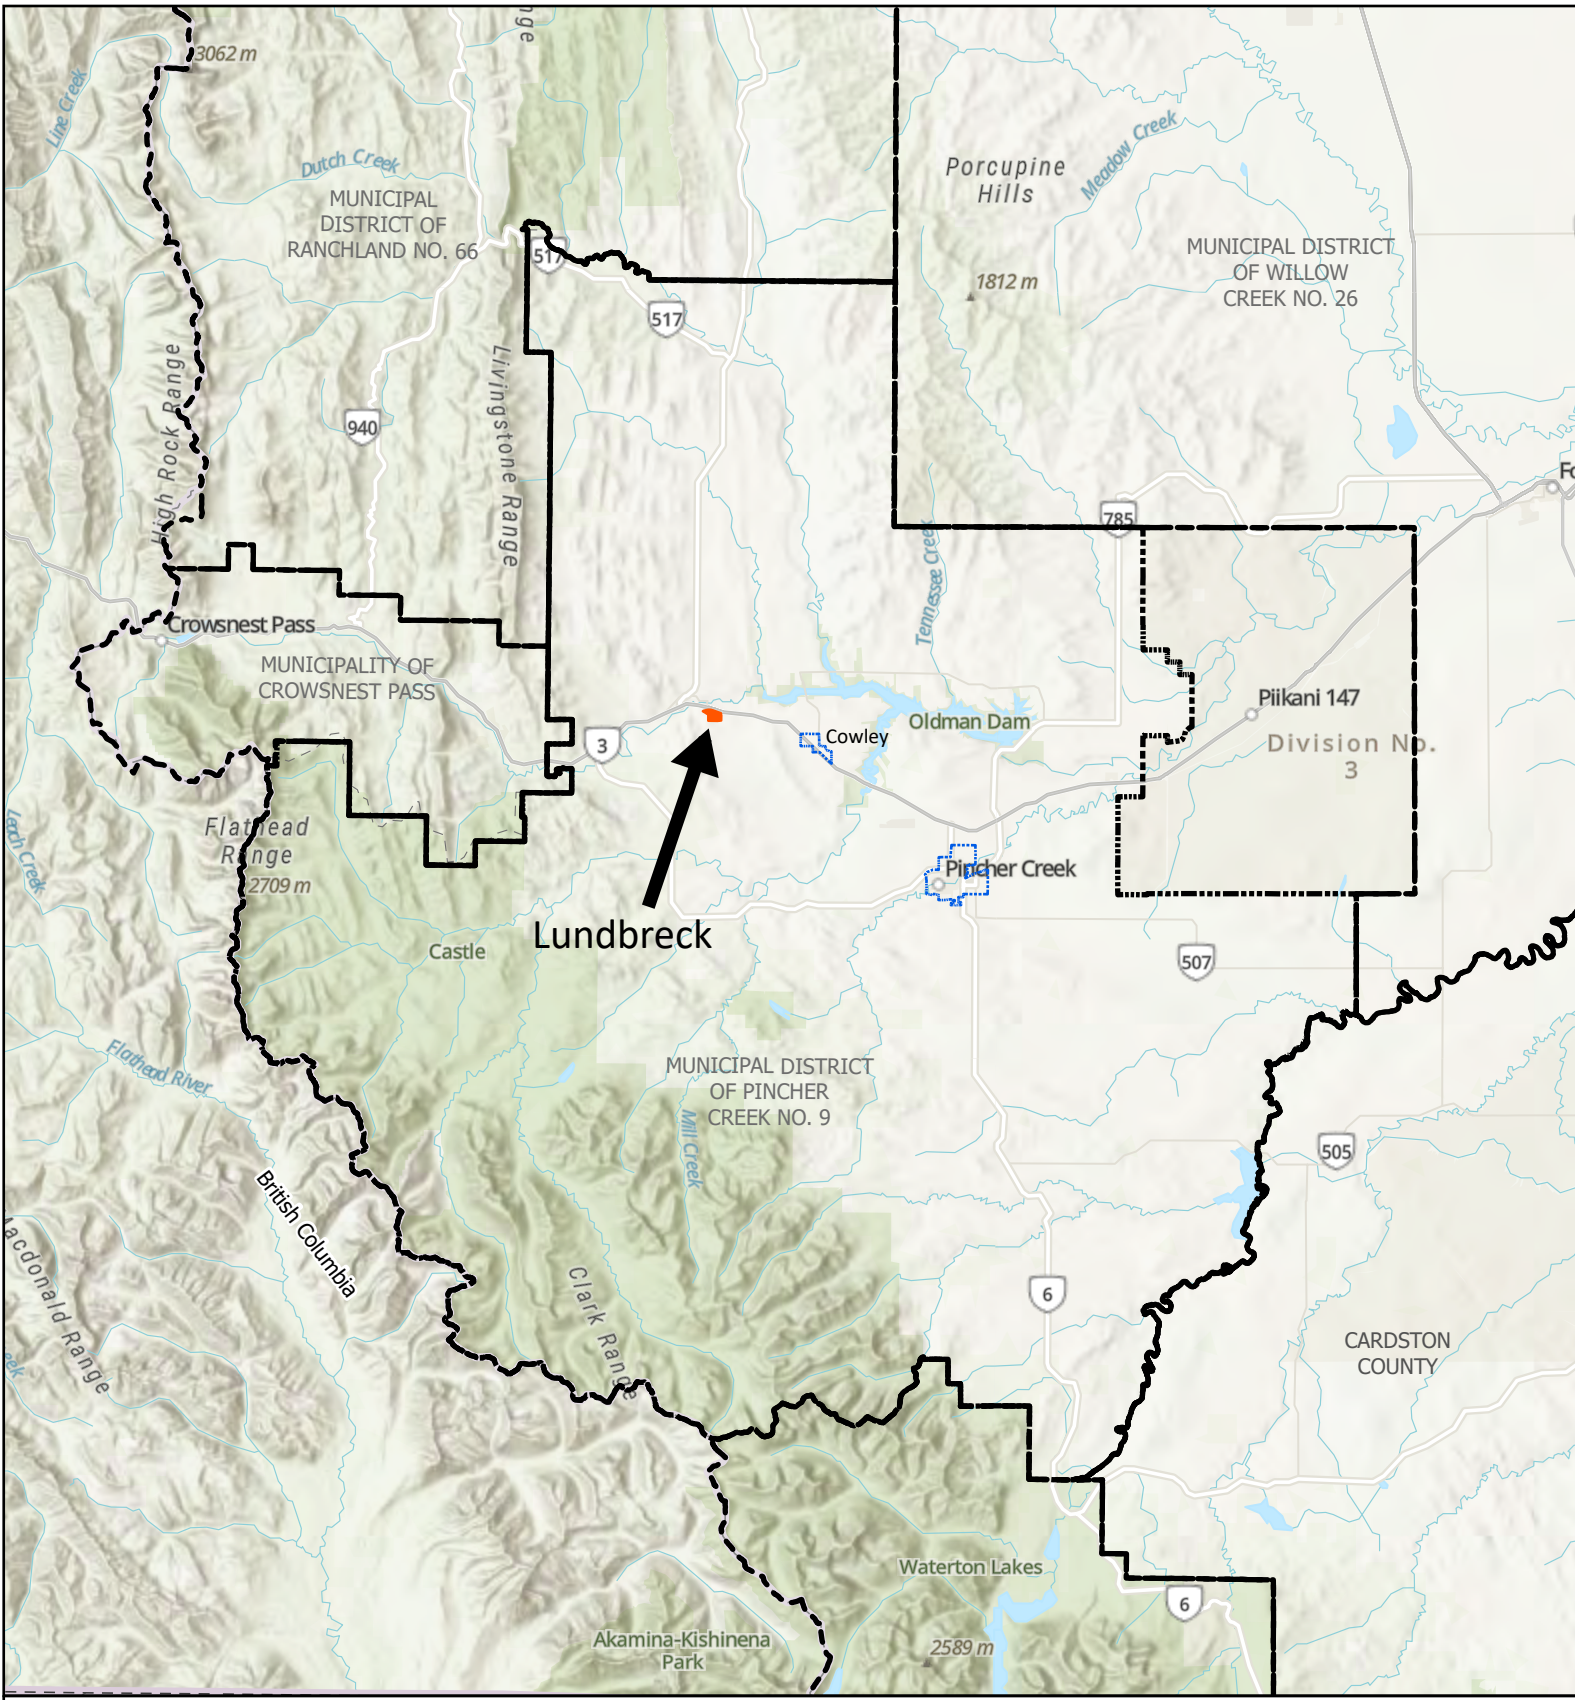 nge
3062 m
Line Creek
Dutch Creek
Meadow Creek
Porcupine
Hills
MUNICIPAL
DISTRICT OF
RANCHLAND NO. 66
MUNICIPAL DISTRICT
OF WILLOW
CREEK NO. 26
517
1812 m
517
High Rock Range
Livingstone Range
940
Fo
785
Tennessee Creek
Crowsnest Pass
MUNICIPALITY OF
CROWSNEST PASS
Piikani 147
Oldman Dam
3
Cowley
Division No.
3
Leach Creek
Flathead
Range
2709 m
Pincher Creek
Lundbreck
Castle
507
Flathead River
MUNICIPAL DISTRICT
OF PINCHER
CREEK NO. 9
Mill Creek
505
British Columbia
Macdonald Range
Clark Range
6
CARDSTON
COUNTY
eek
Waterton Lakes
6
Akamina-Kishinena
Park
2589 m